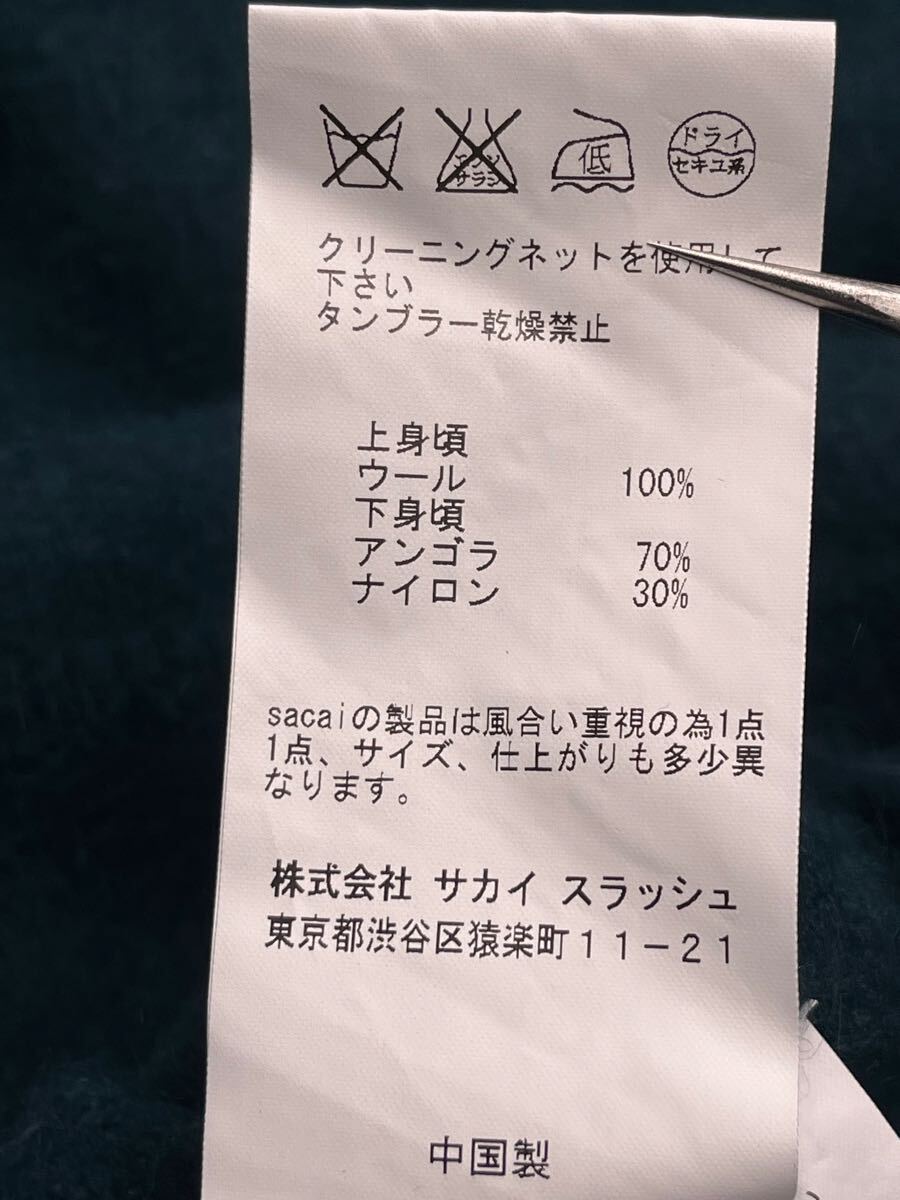 エンソ
サラシ
低
ドライ
セキユ系
クリーニングネットを使用して
下さい
タンブラー乾燥禁止
上身頃
ウール 100%
下身頃
アンゴラ 70%
ナイロン 30%
sacaiの製品は風合い重視の為1点
1点、サイズ、仕上がりも多少異
なります。
株式会社 サカイ スラッシュ
東京都渋谷区猿楽町11-21
中国製